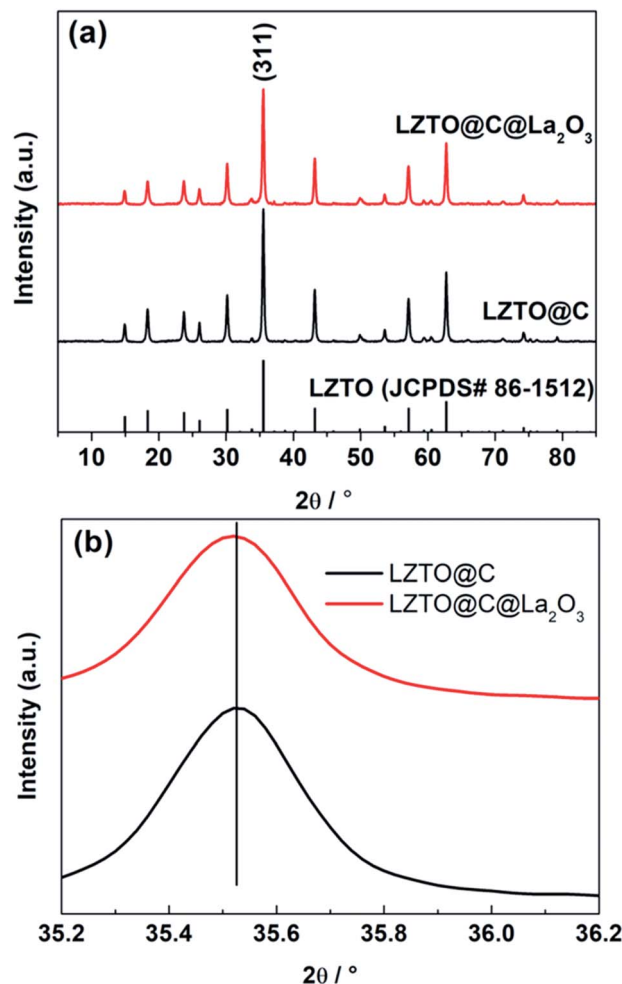 (a)
(311)
LZTO@C@La₂O₃
LZTO@C
LZTO (JCPDS# 86-1512)
Intensity (a.u.)
10 20 30 40 50 60 70 80
2θ / °
(b)
LZTO@C
LZTO@C@La₂O₃
Intensity (a.u.)
35.2 35.4 35.6 35.8 36.0 36.2
2θ / °